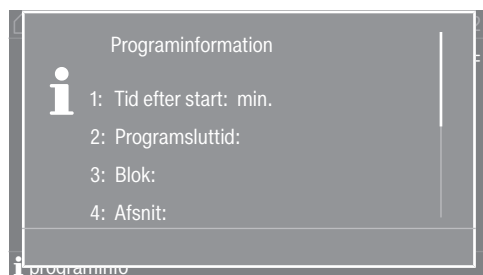 Programinformation
1: Tid efter start: min.
2: Programsluttid:
3: Blok:
4: Afsnit:
programinfo